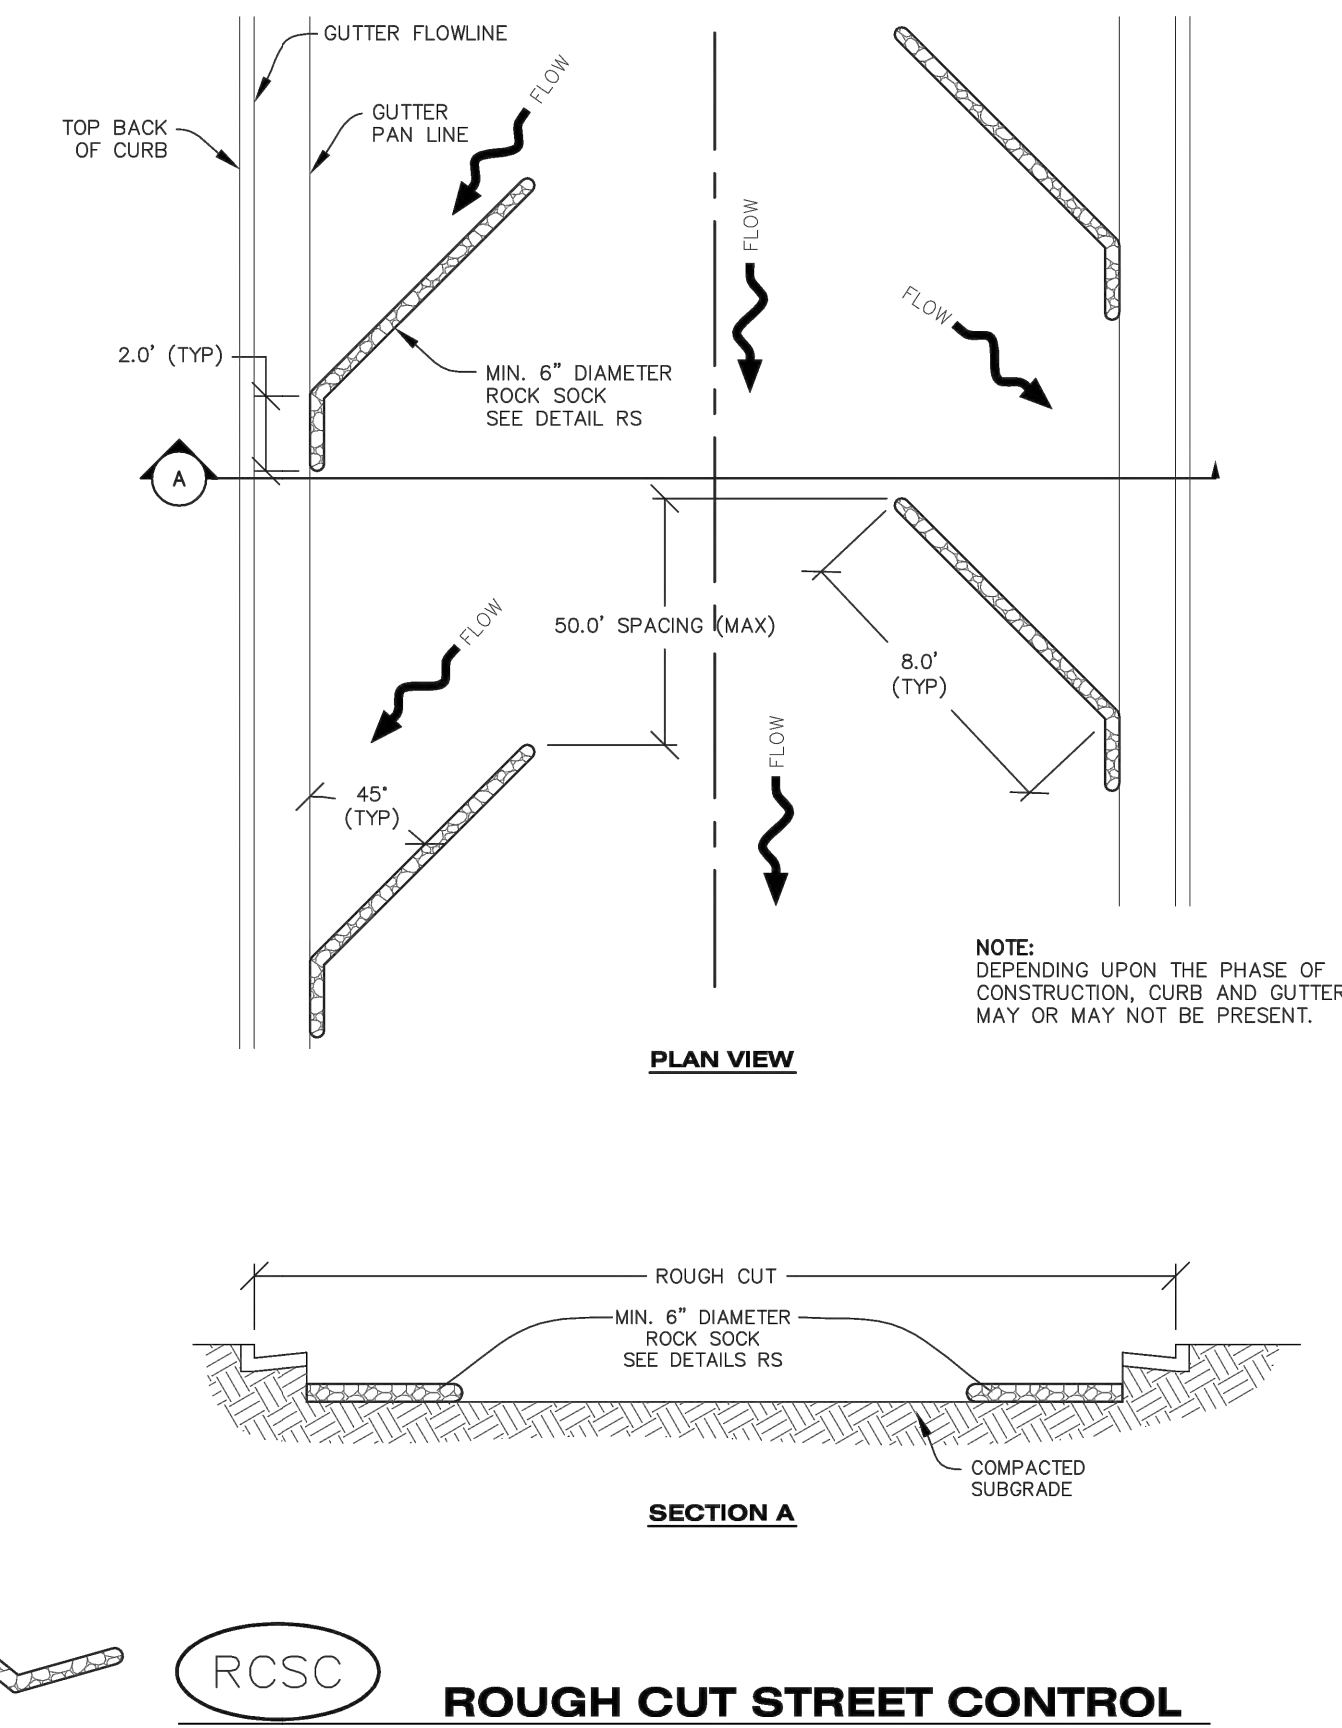 GUTTER FLOWLINE
FLOW
GUTTER
PAN LINE
TOP BACK
OF CURB
FLOW
FLOW
2.0' (TYP)
MIN. 6" DIAMETER
ROCK SOCK
SEE DETAIL RS
A
50.0' SPACING (MAX)
FLOW
8.0'
(TYP)
FLOW
45°
(TYP)
NOTE:
DEPENDING UPON THE PHASE OF
CONSTRUCTION, CURB AND GUTTER
MAY OR MAY NOT BE PRESENT.
PLAN VIEW
ROUGH CUT
MIN. 6" DIAMETER
ROCK SOCK
SEE DETAILS RS
COMPACTED
SUBGRADE
SECTION A
RCSC
ROUGH CUT STREET CONTROL